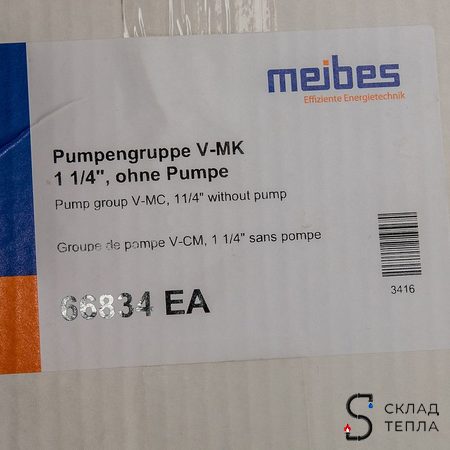 meibes
Effiziente Energietechnik
Pumpengruppe V-MK
1 1/4", ohne Pumpe
Pump group V-MC, 11/4" without pump
Groupe de pompe V-CM, 1 1/4" sans pompe
66834 EA
3416
СКЛАД
ТЕПЛА